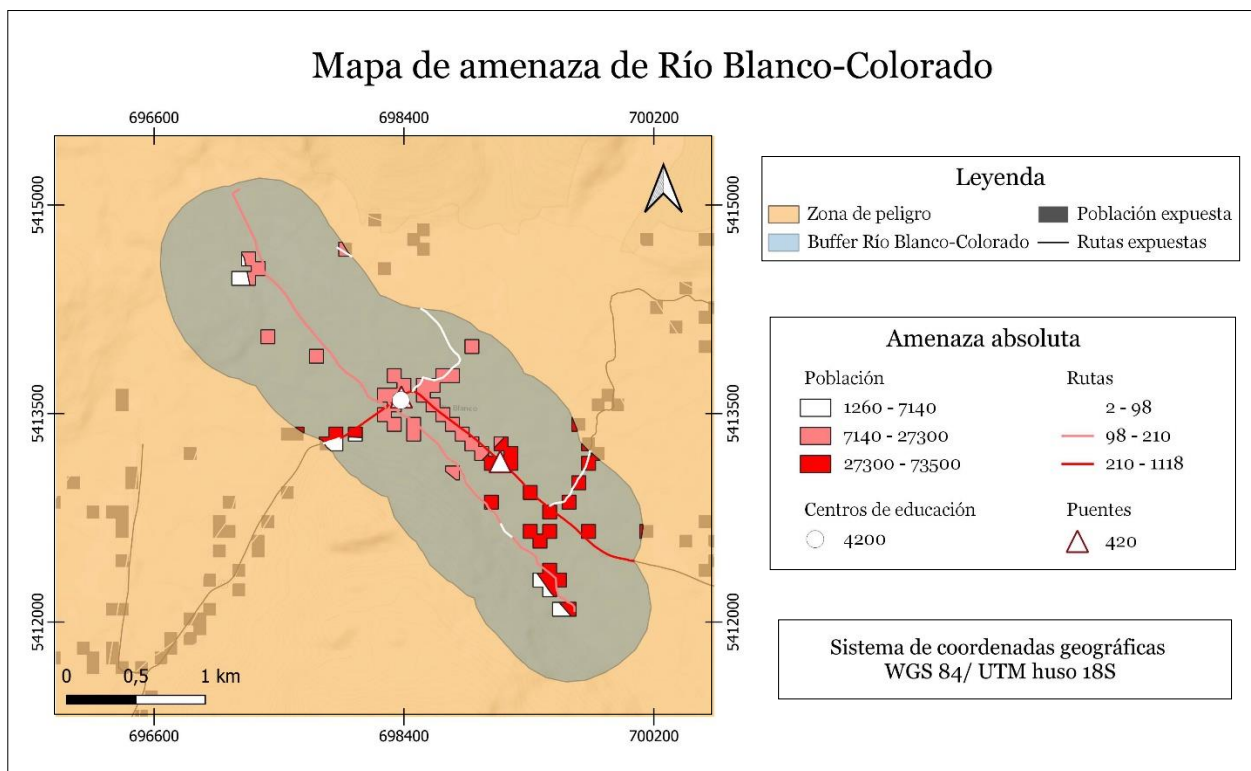 Mapa de amenaza de Río Blanco-Colorado
696600 698400 700200
5415000 5415000
5413500 5413500
5412000 5412000
Blanco
0 0,5 1 km
696600 698400 700200
Leyenda
Zona de peligro Población expuesta
Buffer Río Blanco-Colorado Rutas expuestas
Amenaza absoluta
Población Rutas
1260 - 7140 2 - 98
7140 - 27300 98 - 210
27300 - 73500 210 - 1118
Centros de educación Puentes
4200 420
Sistema de coordenadas geográficas
WGS 84/ UTM huso 18S